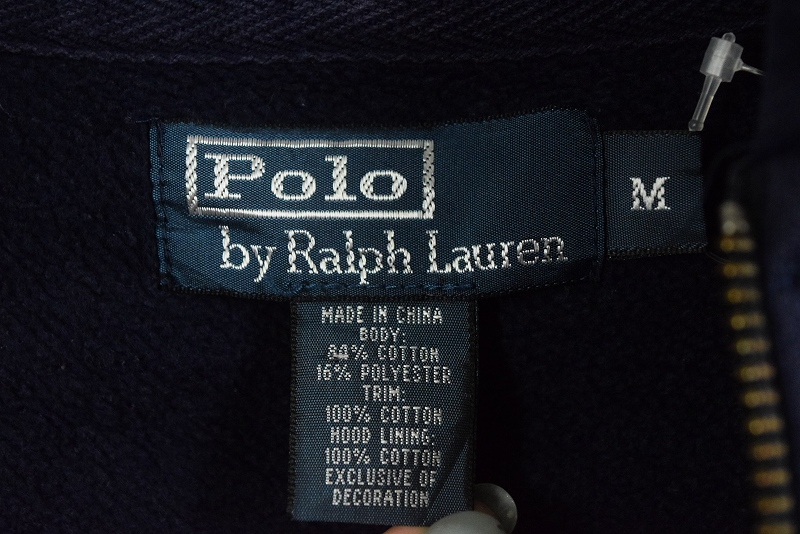 Polo
by Ralph Lauren
M
MADE IN CHINA
BODY:
84% COTTON
16% POLYESTER
TRIM:
100% COTTON
HOOD LINING:
100% COTTON
EXCLUSIVE OF
DECORATION